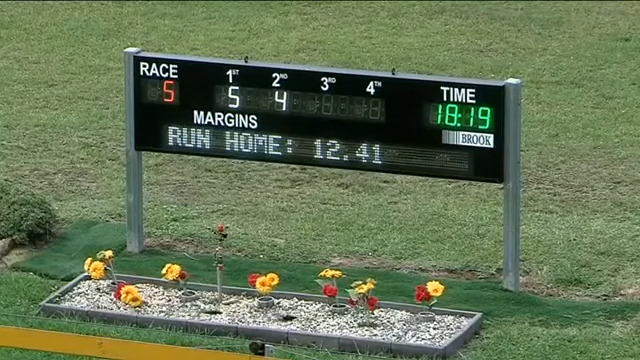 RACE 1ST 2ND 3RD 4TH TIME
5 5 4 18:19
MARGINS BROOK
RUN HOME: 12.41